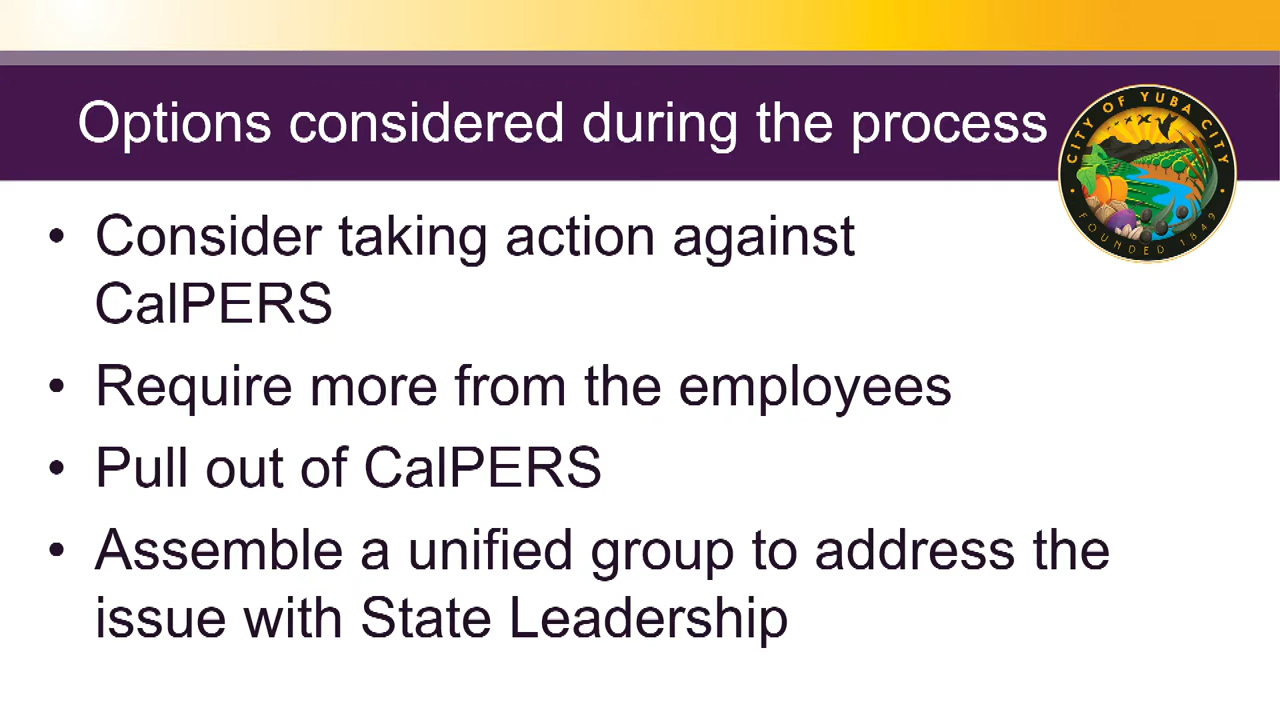 Options considered during the process
CITY OF YUBA CITY
FOUNDED 1849
• Consider taking action against
CalPERS
• Require more from the employees
• Pull out of CalPERS
• Assemble a unified group to address the
issue with State Leadership